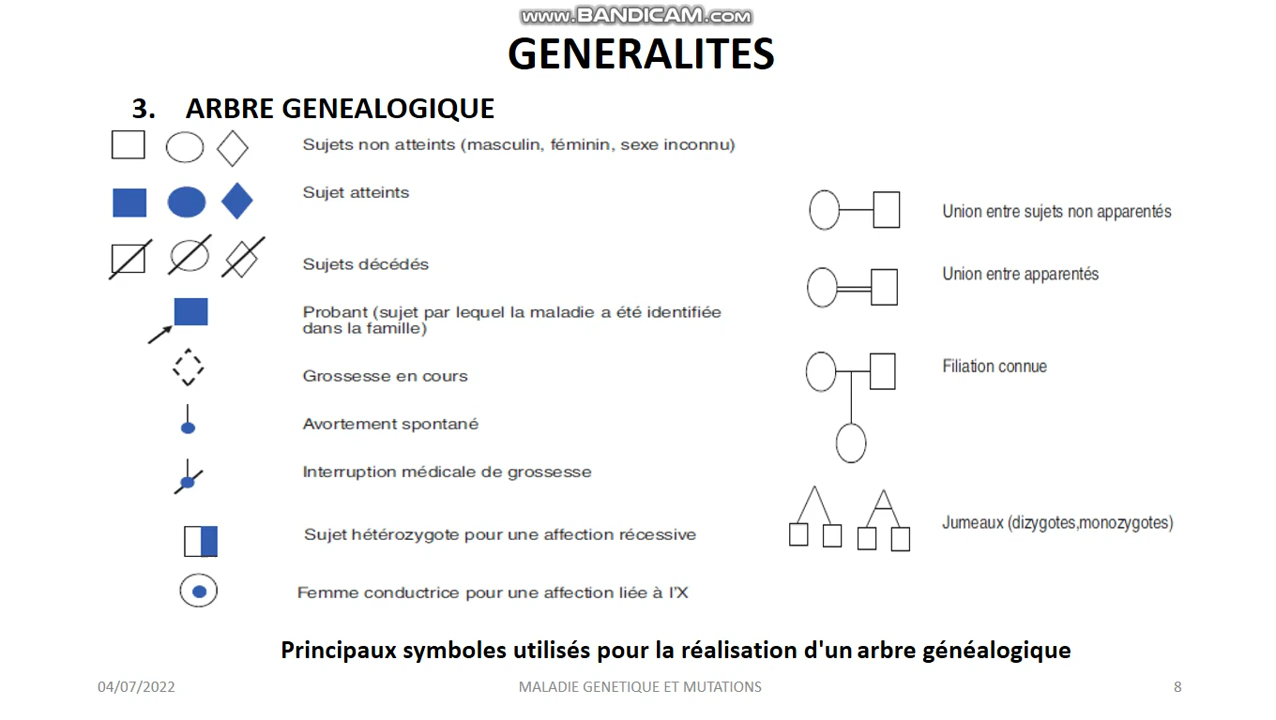 www.BANDICAM.com
GENERALITES
3. ARBRE GENEALOGIQUE
Sujets non atteints (masculin, féminin, sexe inconnu)
Sujet atteints
Sujets décédés
Probant (sujet par lequel la maladie a été identifiée
dans la famille)
Grossesse en cours
Avortement spontané
Interruption médicale de grossesse
Sujet hétérozygote pour une affection récessive
Femme conductrice pour une affection liée à l'X
Union entre sujets non apparentés
Union entre apparentés
Filiation connue
Jumeaux (dizygotes,monozygotes)
Principaux symboles utilisés pour la réalisation d'un arbre généalogique
04/07/2022
MALADIE GENETIQUE ET MUTATIONS
8